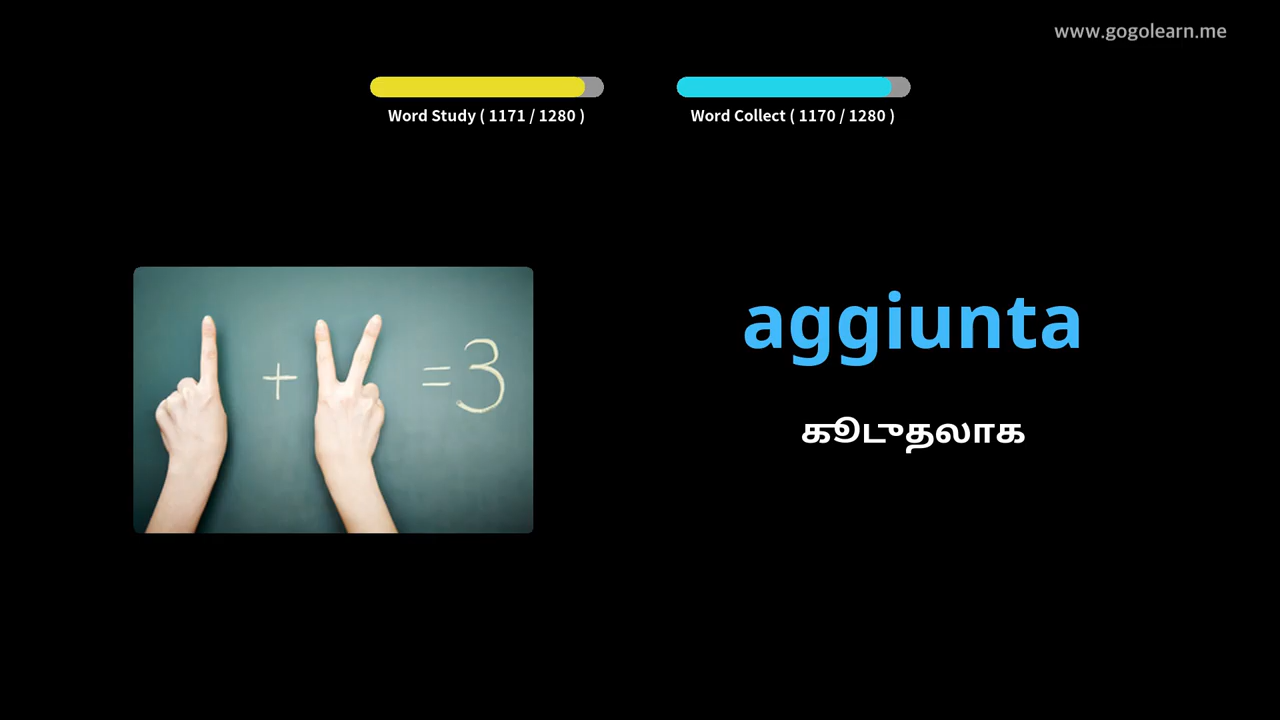 www.gogolearn.me
Word Study ( 1171 / 1280 )
Word Collect ( 1170 / 1280 )
+ = 3
aggiunta
கூடுதலாக